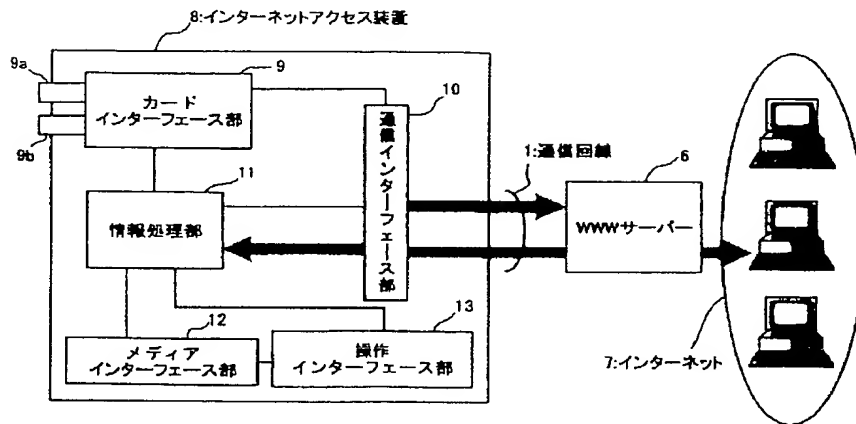 8:インターネットアクセス装置
9a
9
カード
インターフェース部
9b
10
通信インターフェース部
1:通信回線
6
WWWサーバー
11
情報処理部
12
メディア
インターフェース部
13
操作
インターフェース部
7:インターネット